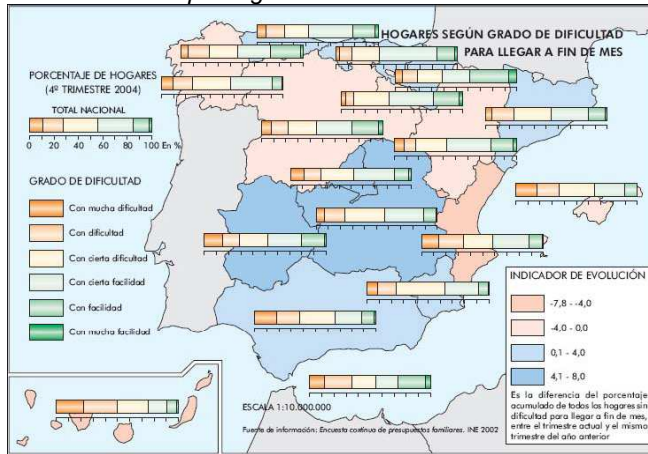 HOGARES SEGÚN GRADO DE DIFICULTAD
PARA LLEGAR A FIN DE MES
PORCENTAJE DE HOGARES
(4º TRIMESTRE 2004)
TOTAL NACIONAL
0 20 40 60 80 100 En %
GRADO DE DIFICULTAD
Con mucha dificultad
Con dificultad
Con cierta dificultad
Con cierta facilidad
Con facilidad
Con mucha facilidad
INDICADOR DE EVOLUCIÓN
-7,8 - -4,0
-4,0 - 0,0
0,1 - 4,0
4,1 - 8,0
Es la diferencia del porcentaje
acumulado de todos los hogares sin
dificultad para llegar a fin de mes,
entre el trimestre actual y el mismo
trimestre del año anterior
ESCALA 1:10.000.000
Fuente de información: Encuesta continua de presupuestos familiares. INE 2002